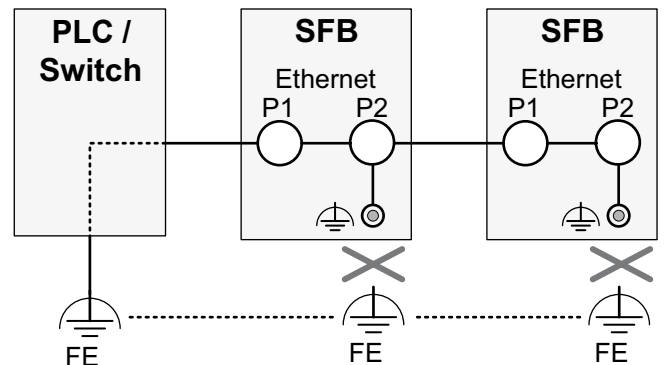 PLC /
Switch
SFB
Ethernet
P1 P2
SFB
Ethernet
P1 P2
FE
FE
FE